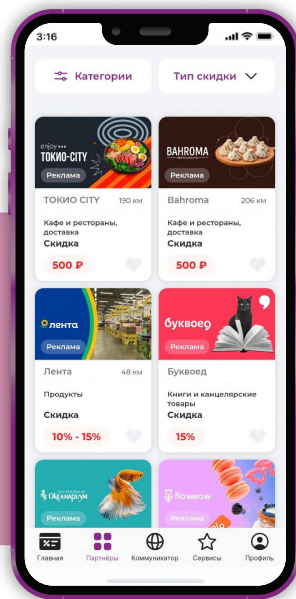 3:16
Категории
Тип скидки
enjoy
ТОКИО-CITY
Реклама
BAHROMA
Реклама
ТОКИО CITY 190 км
Bahroma 206 км
Кафе и рестораны,
доставка
Скидка
500 ₽
Кафе и рестораны,
доставка
Скидка
500 ₽
лента
Реклама
буквоед
Реклама
Лента 48 км
Буквоед
Продукты
Скидка
10% - 15%
Книги и канцелярские
товары
Скидка
15%
Океанариум
Реклама
flowwow
Реклама
Главная
Партнёры
Коммуникатор
Сервисы
Профиль